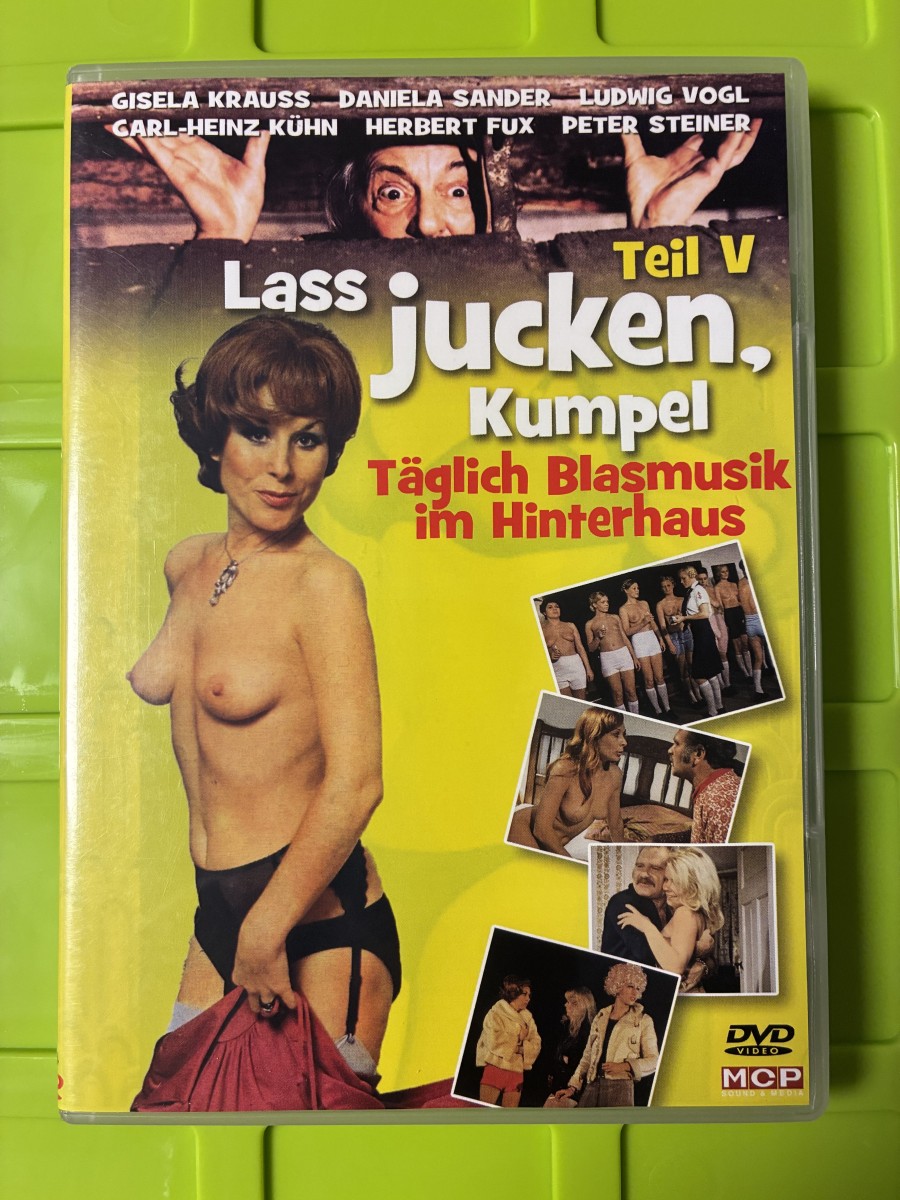 GISELA KRAUSS DANIELA SANDER LUDWIG VOGL
CARL-HEINZ KÜHN HERBERT FUX PETER STEINER
Teil V
Lass jucken,
Kumpel
Täglich Blasmusik
im Hinterhaus
DVD
VIDEO
MCP
SOUND & MEDIA